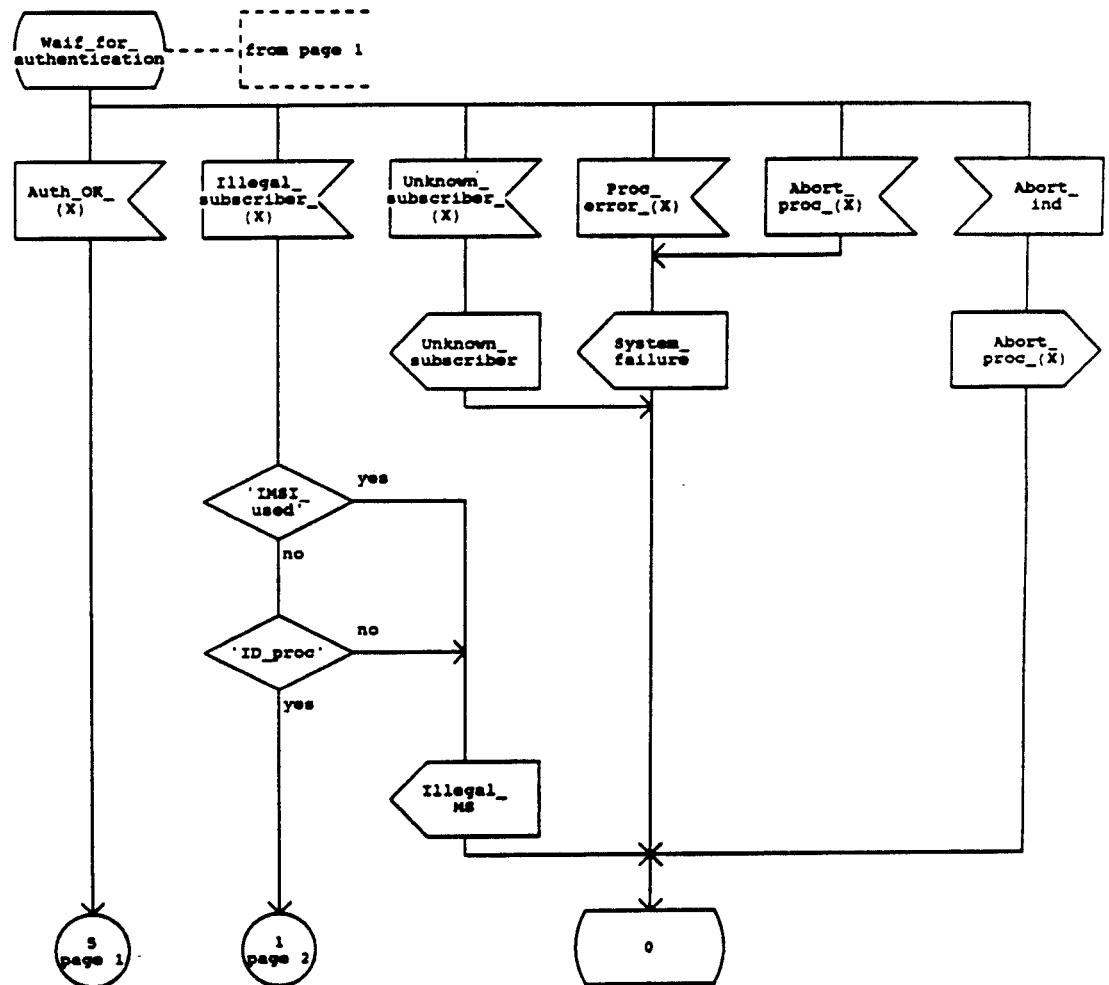 Waif_for_
authentication
from page 1
Auth_OK_
(X)
Illegal_
subscriber_
(X)
Unknown_
subscriber_
(X)
Proc_
error_(X)
Abort_
proc_(X)
Abort_
ind
Unknown_
subscriber
System_
failure
Abort_
proc_(X)
'IMSI_
used'
yes
no
'ID_proc'
no
yes
Illegal_
MS
5
page 1
1
page 2
0